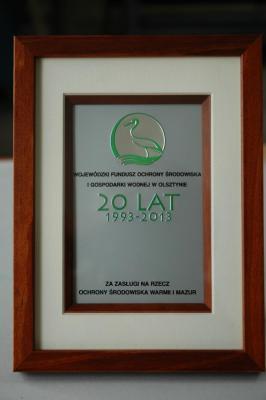 WOJEWÓDZKI FUNDUSZ OCHRONY ŚRODOWISKA
I GOSPODARKI WODNEJ W OLSZTYNIE
20 LAT
1993-2013
ZA ZASŁUGI NA RZECZ
OCHRONY ŚRODOWISKA WARMII I MAZUR